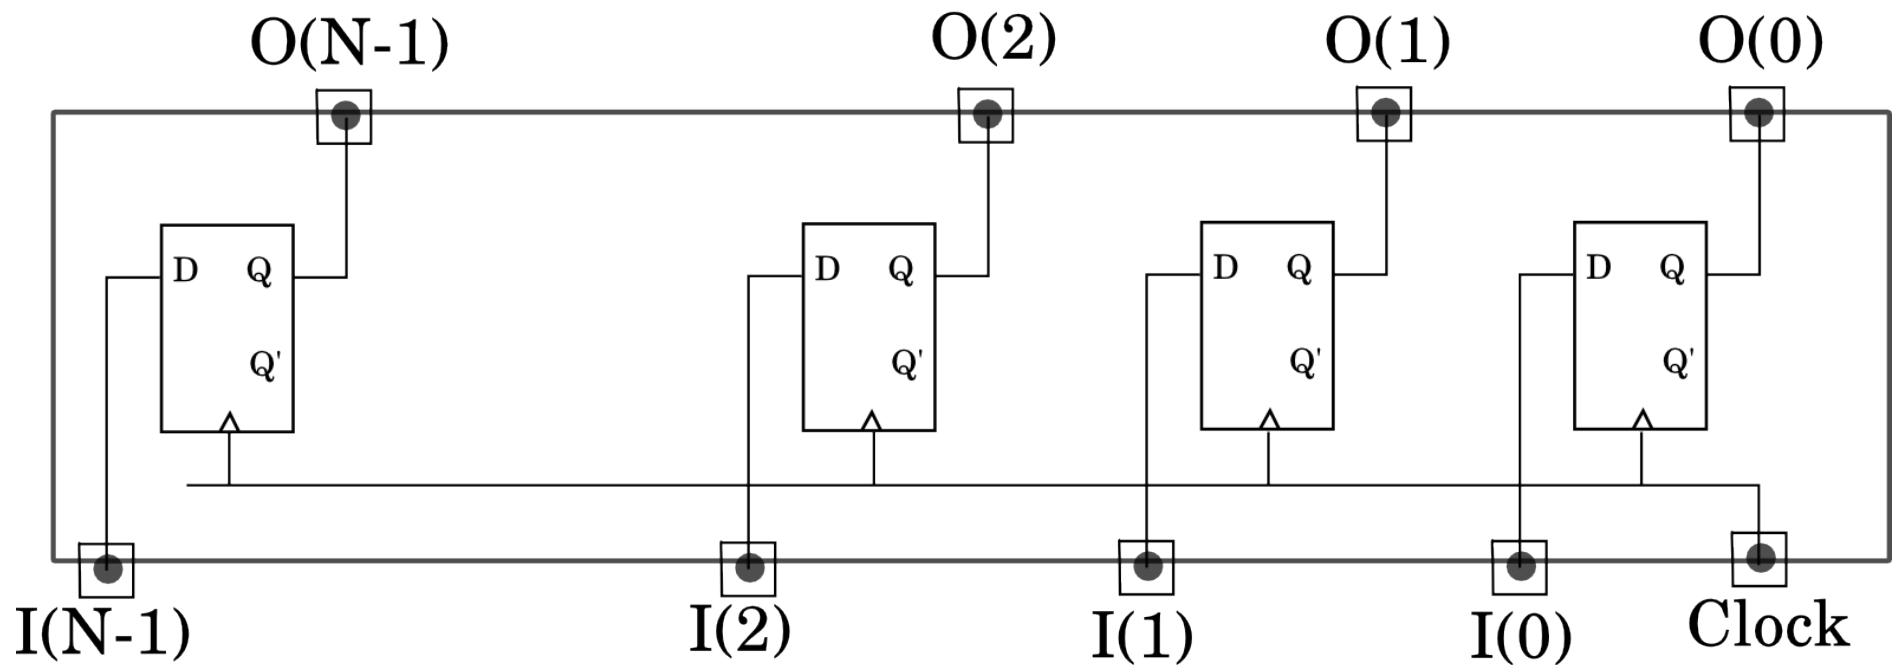 O(N-1) O(2) O(1) O(0)
D Q D Q D Q D Q
Q' Q' Q' Q'
I(N-1) I(2) I(1) I(0) Clock